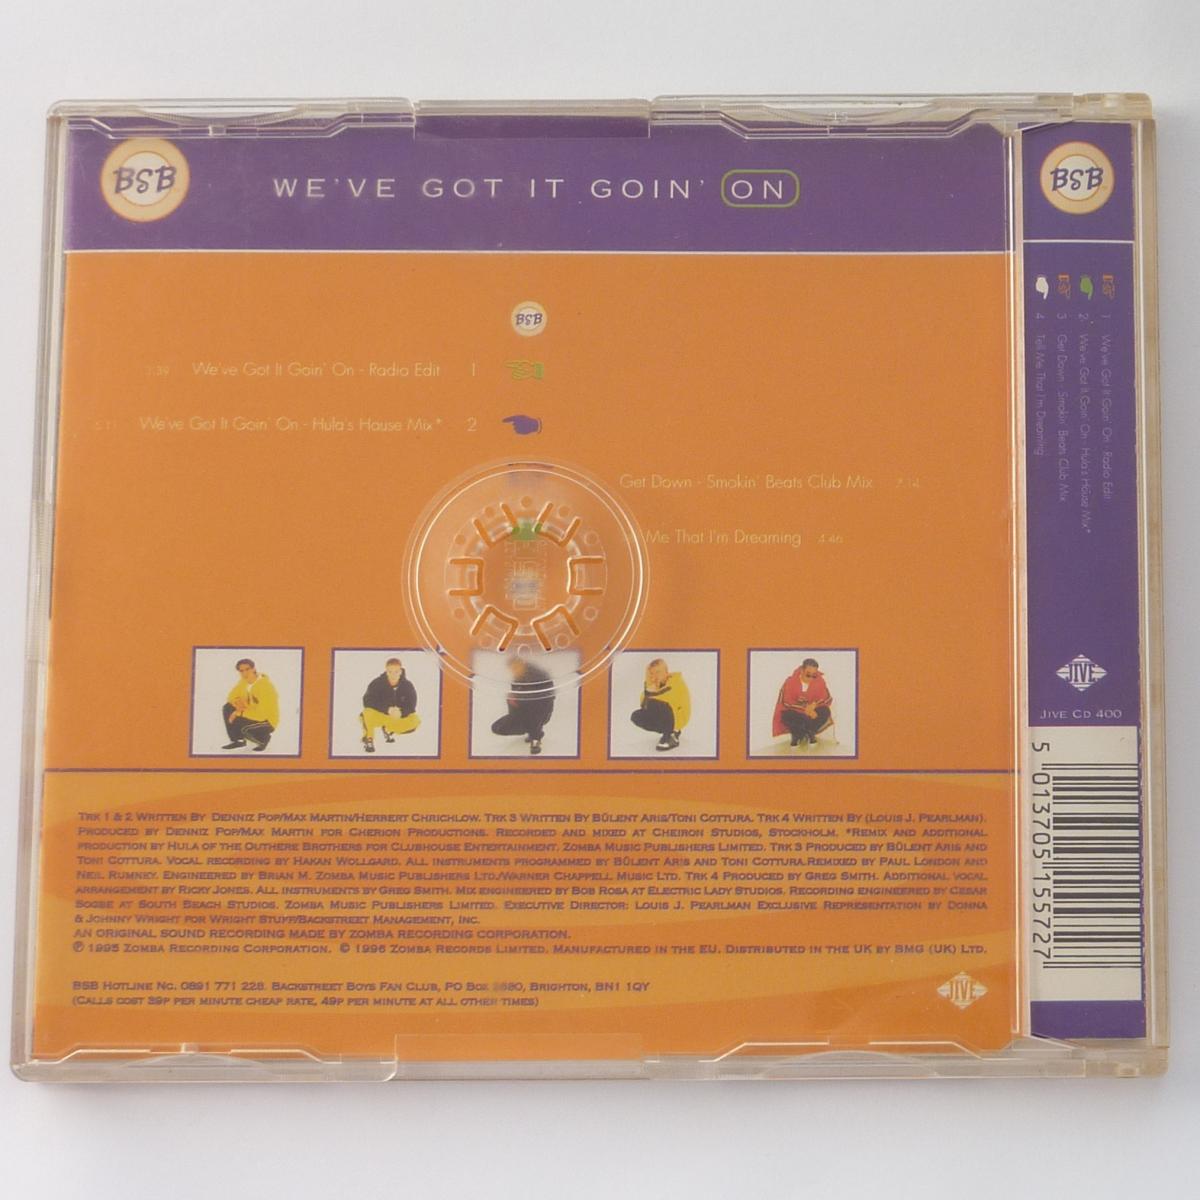 BSB
WE'VE GOT IT GOIN' ON
BSB
3:39 We've Got It Goin' On - Radio Edit 1
We've Got It Goin' On - Hula's House Mix* 2
Get Down - Smokin' Beats Club Mix 7:14
Me That I'm Dreaming 4:46
TRK 1 & 2 WRITTEN BY DENNIZ POP/MAX MARTIN/HERBERT CHRICHLOW. TRK 3 WRITTEN BY BÜLENT ARIS/TONI COTTURA. TRK 4 WRITTEN BY (LOUIS J. PEARLMAN).
PRODUCED BY DENNIZ POP/MAX MARTIN FOR CHERION PRODUCTIONS. RECORDED AND MIXED AT CHEIRON STUDIOS, STOCKHOLM. *REMIX AND ADDITIONAL
PRODUCTION BY HULA OF THE OUTHERE BROTHERS FOR CLUBHOUSE ENTERTAINMENT. ZOMBA MUSIC PUBLISHERS LIMITED. TRK 3 PRODUCED BY BÜLENT ARIS AND
TONI COTTURA. VOCAL RECORDING BY HAKAN WOLLGARD. ALL INSTRUMENTS PROGRAMMED BY BÜLENT ARIS AND TONI COTTURA.REMIXED BY PAUL LONDON AND
NEIL RUMNEY. ENGINEERED BY BRIAN M. ZOMBA MUSIC PUBLISHERS LTD./WARNER CHAPPELL MUSIC LTD. TRK 4 PRODUCED BY GREG SMITH. ADDITIONAL VOCAL
ARRANGEMENT BY RICKY JONES. ALL INSTRUMENTS BY GREG SMITH. MIX ENGINEERED BY BOB ROSA AT ELECTRIC LADY STUDIOS. RECORDING ENGINEERED BY CESAR
SOGBE AT SOUTH BEACH STUDIOS. ZOMBA MUSIC PUBLISHERS LIMITED. EXECUTIVE DIRECTOR: LOUIS J. PEARLMAN EXCLUSIVE REPRESENTATION BY DONNA
& JOHNNY WRIGHT FOR WRIGHT STUFF/BACKSTREET MANAGEMENT, INC.
AN ORIGINAL SOUND RECORDING MADE BY ZOMBA RECORDING CORPORATION.
℗ 1995 ZOMBA RECORDING CORPORATION. © 1996 ZOMBA RECORDS LIMITED. MANUFACTURED IN THE EU. DISTRIBUTED IN THE UK BY BMG (UK) LTD.
BSB HOTLINE NO. 0891 771 228. BACKSTREET BOYS FAN CLUB, PO BOX BRIGHTON, BN1 1QY
(CALLS COST 39P PER MINUTE CHEAP RATE, 49P PER MINUTE AT ALL OTHER TIMES)
JIVE
BSB
1 We've Got It Goin' On - Radio Edit
2 We've Got It Goin' On - Hula's House Mix*
3 Get Down - Smokin' Beats Club Mix
4 Tell Me That I'm Dreaming
JIVE
JIVE CD 400
5 013705 155727